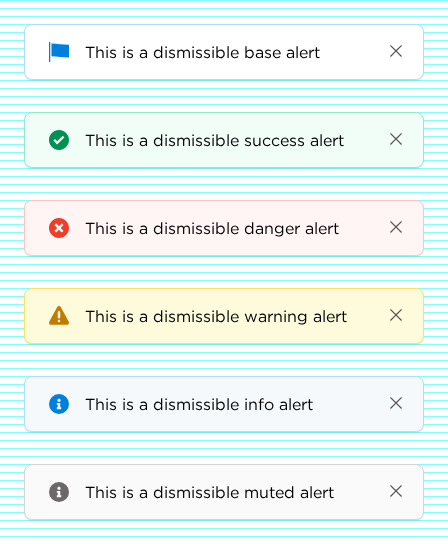 This is a dismissible base alert
This is a dismissible success alert
This is a dismissible danger alert
This is a dismissible warning alert
This is a dismissible info alert
This is a dismissible muted alert